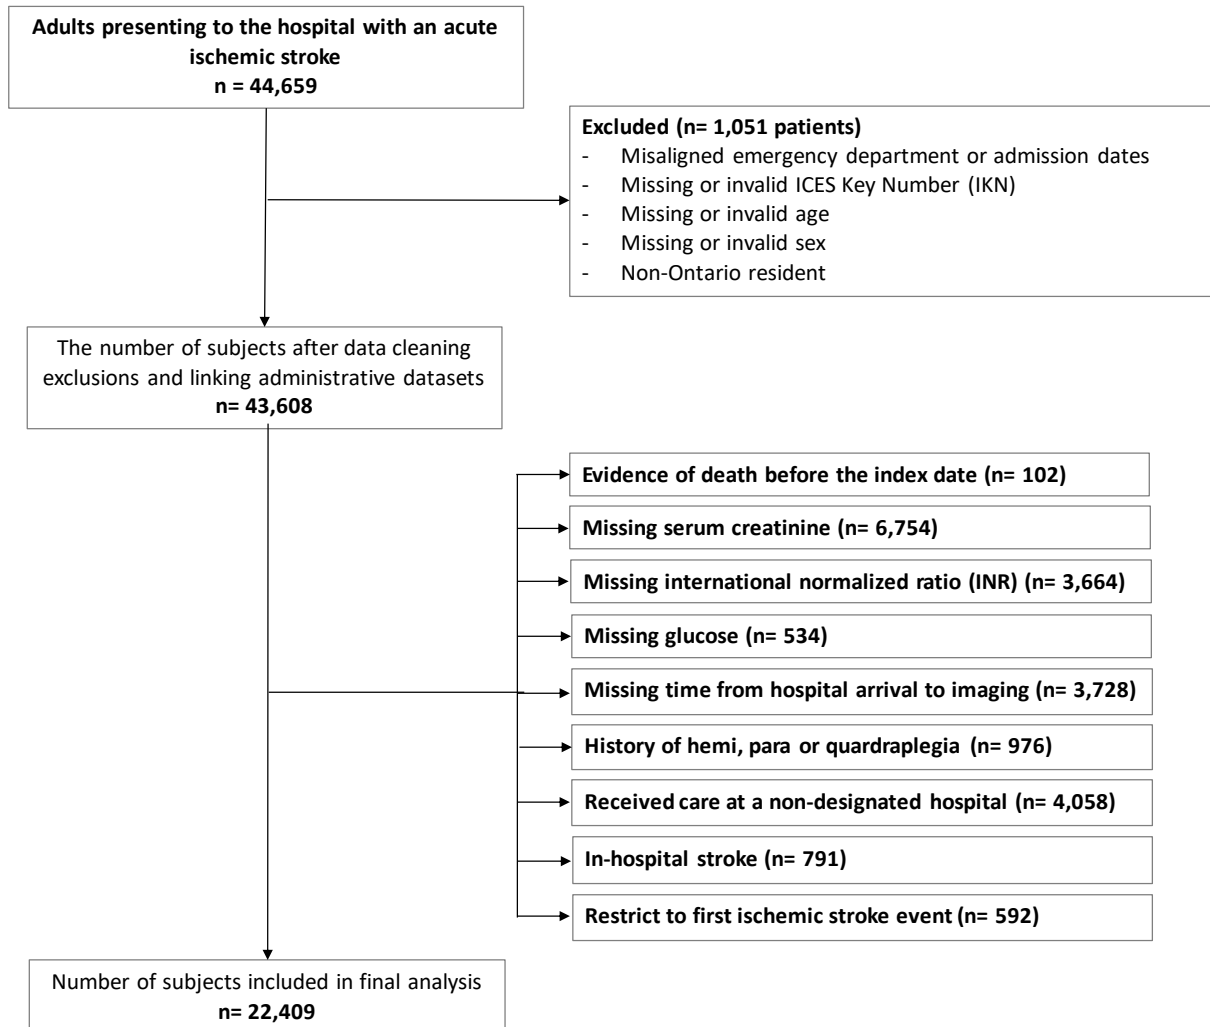 Adults presenting to the hospital with an acute
ischemic stroke
n = 44,659
Excluded (n= 1,051 patients)
- Misaligned emergency department or admission dates
- Missing or invalid ICES Key Number (IKN)
- Missing or invalid age
- Missing or invalid sex
- Non-Ontario resident
The number of subjects after data cleaning
exclusions and linking administrative datasets
n= 43,608
Evidence of death before the index date (n= 102)
Missing serum creatinine (n= 6,754)
Missing international normalized ratio (INR) (n= 3,664)
Missing glucose (n= 534)
Missing time from hospital arrival to imaging (n= 3,728)
History of hemi, para or quardraplegia (n= 976)
Received care at a non-designated hospital (n= 4,058)
In-hospital stroke (n= 791)
Restrict to first ischemic stroke event (n= 592)
Number of subjects included in final analysis
n= 22,409